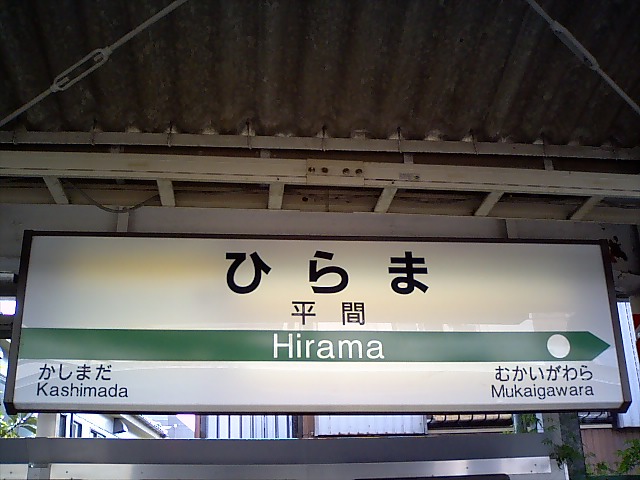 ひらま
平間
Hirama
かしまだ むかいがわら
Kashimada Mukaigawara